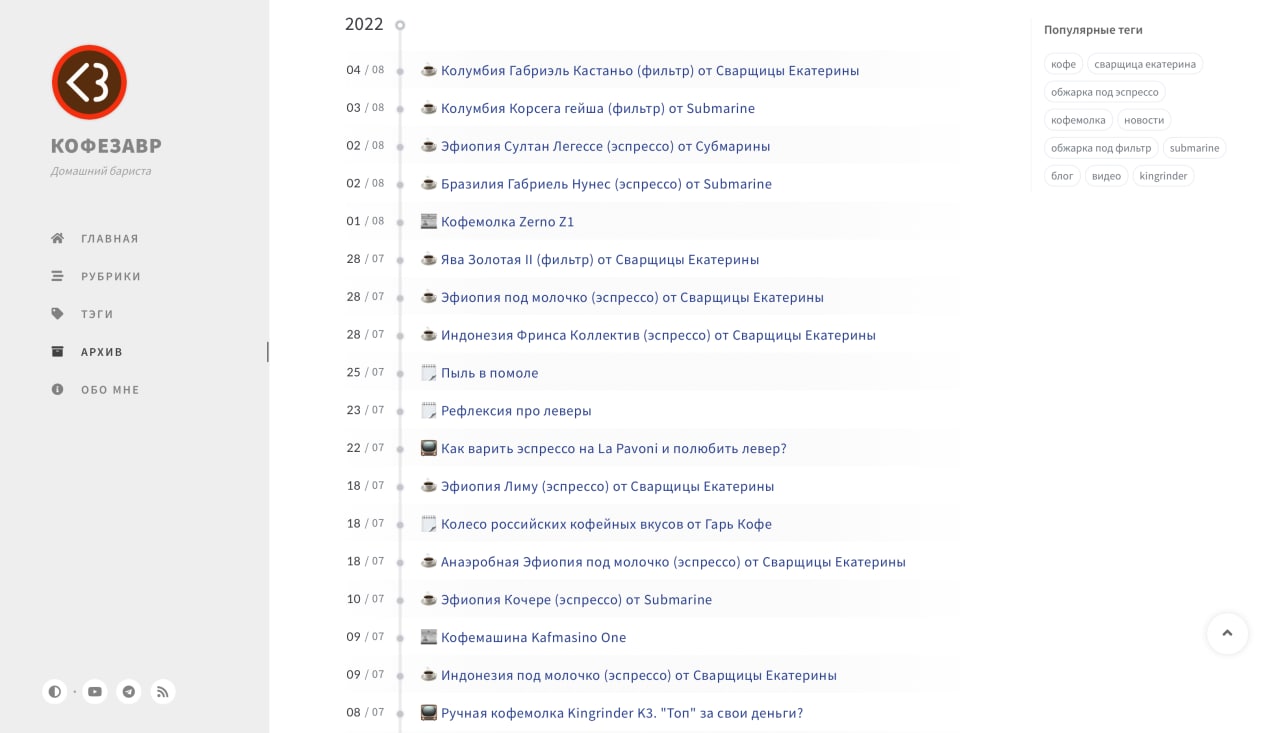 <3
КОФЕЗАВР
Домашний бариста
ГЛАВНАЯ
РУБРИКИ
ТЭГИ
АРХИВ
ОБО МНЕ
2022
04 / 08 Колумбия Габриэль Кастаньо (фильтр) от Сварщицы Екатерины
03 / 08 Колумбия Корсега гейша (фильтр) от Submarine
02 / 08 Эфиопия Султан Легессе (эспрессо) от Субмарины
02 / 08 Бразилия Габриель Нунес (эспрессо) от Submarine
01 / 08 Кофемолка Zerno Z1
28 / 07 Ява Золотая II (фильтр) от Сварщицы Екатерины
28 / 07 Эфиопия под молочко (эспрессо) от Сварщицы Екатерины
28 / 07 Индонезия Фринса Коллектив (эспрессо) от Сварщицы Екатерины
25 / 07 Пыль в помоле
23 / 07 Рефлексия про леверы
22 / 07 Как варить эспрессо на La Pavoni и полюбить левер?
18 / 07 Эфиопия Лиму (эспрессо) от Сварщицы Екатерины
18 / 07 Колесо российских кофейных вкусов от Гарь Кофе
18 / 07 Анаэробная Эфиопия под молочко (эспрессо) от Сварщицы Екатерины
10 / 07 Эфиопия Кочере (эспрессо) от Submarine
09 / 07 Кофемашина Kafmasino One
09 / 07 Индонезия под молочко (эспрессо) от Сварщицы Екатерины
08 / 07 Ручная кофемолка Kingrinder K3. "Топ" за свои деньги?
Популярные теги
кофе сварщица екатерина
обжарка под эспрессо
кофемолка новости
обжарка под фильтр submarine
блог видео kingrinder